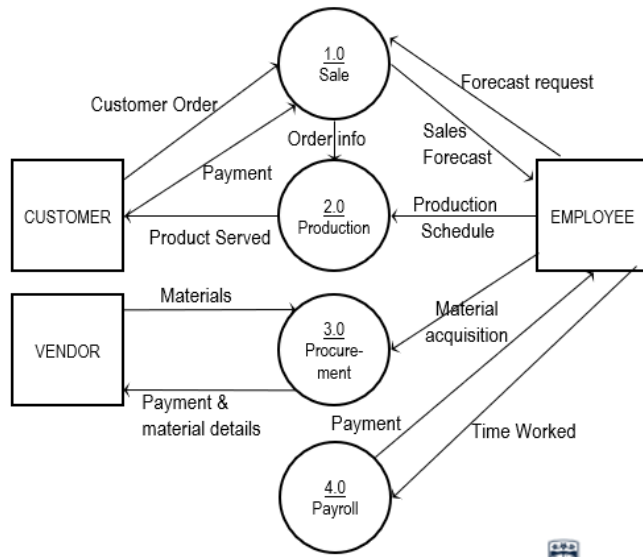 1.0
Sale
Forecast request
Customer Order
Order info
Sales
Forecast
Payment
CUSTOMER
2.0
Production
Production
Schedule
EMPLOYEE
Product Served
Materials
VENDOR
3.0
Procure-
ment
Material
acquisition
Payment &
material details
Payment
Time Worked
4.0
Payroll